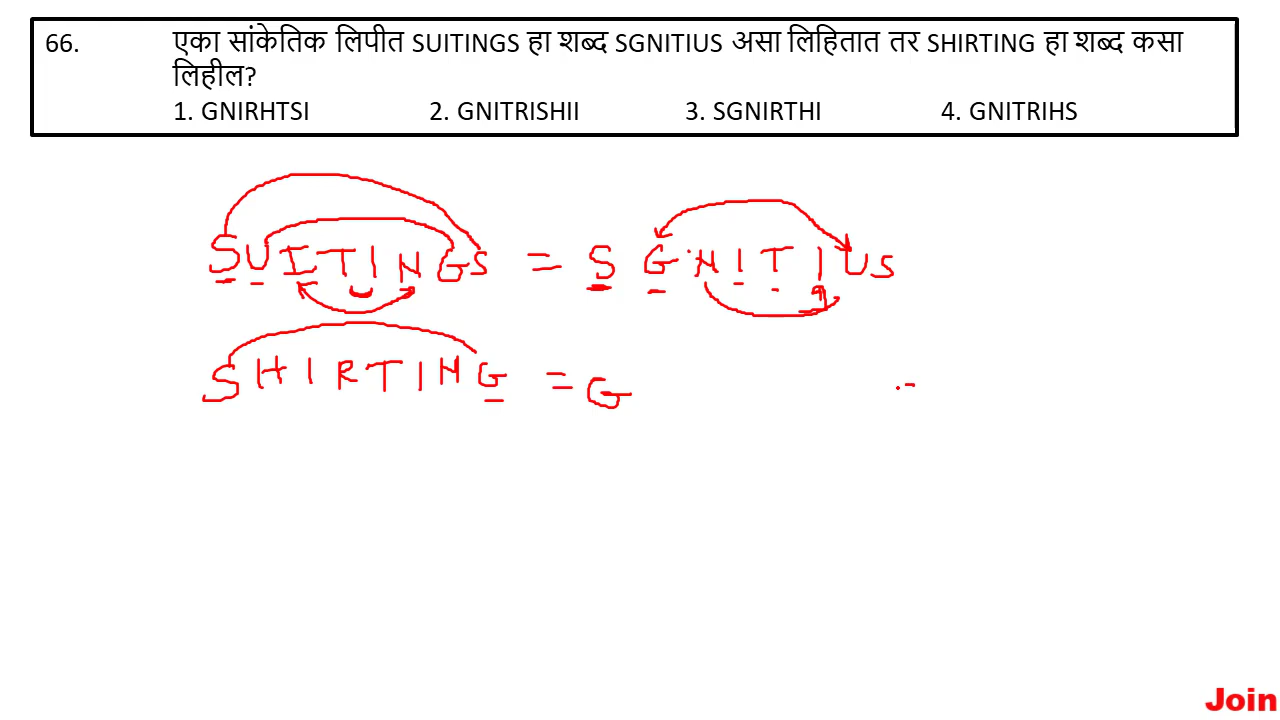 66. एका सांकेतिक लिपीत SUITINGS हा शब्द SGNITIUS असा लिहितात तर SHIRTING हा शब्द कसा
लिहील?
1. GNIRHTSI 2. GNITRISHII 3. SGNIRTHI 4. GNITRIHS
SUITINGS = SGNITIUS
SHIRTING = G
Join